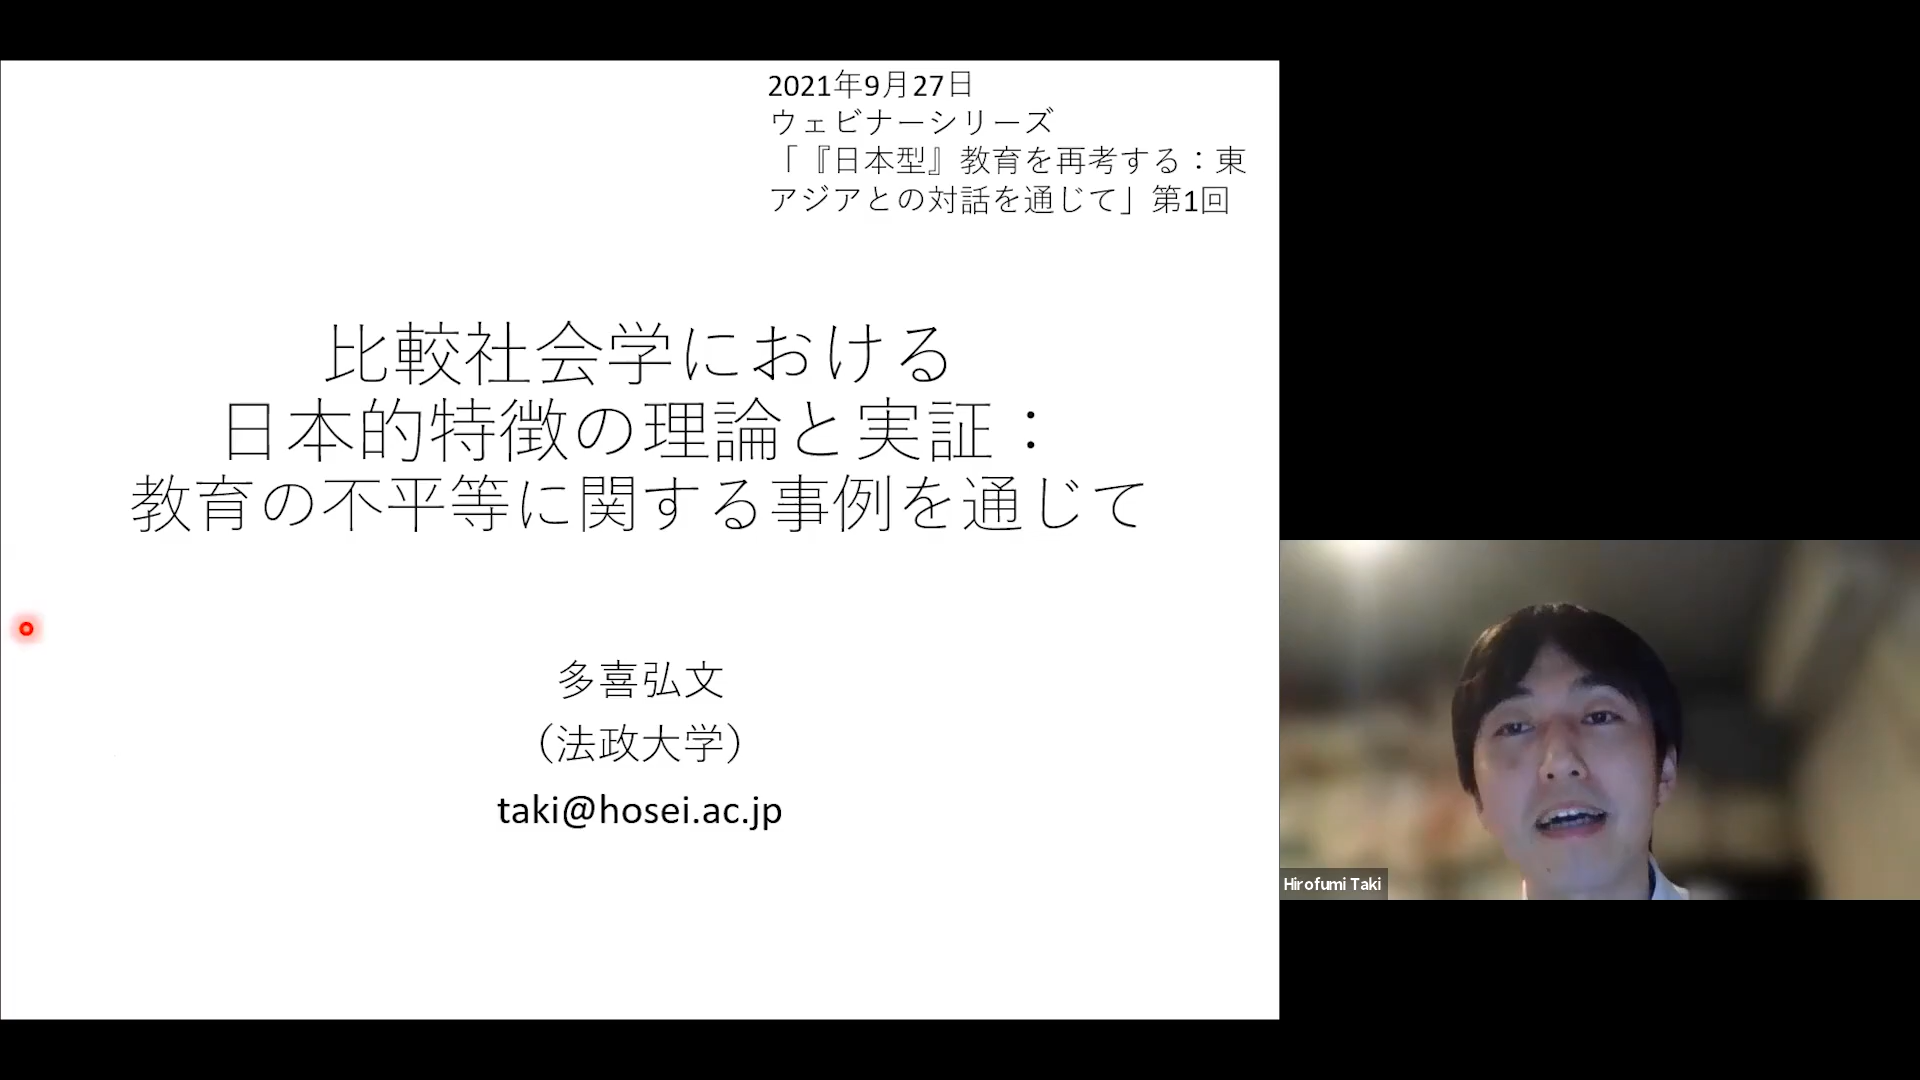 2021年9月27日
ウェビナーシリーズ
「『日本型』教育を再考する：東
アジアとの対話を通じて」第1回
比較社会学における
日本的特徴の理論と実証：
教育の不平等に関する事例を通じて
多喜弘文
（法政大学）
taki@hosei.ac.jp
Hirofumi Taki